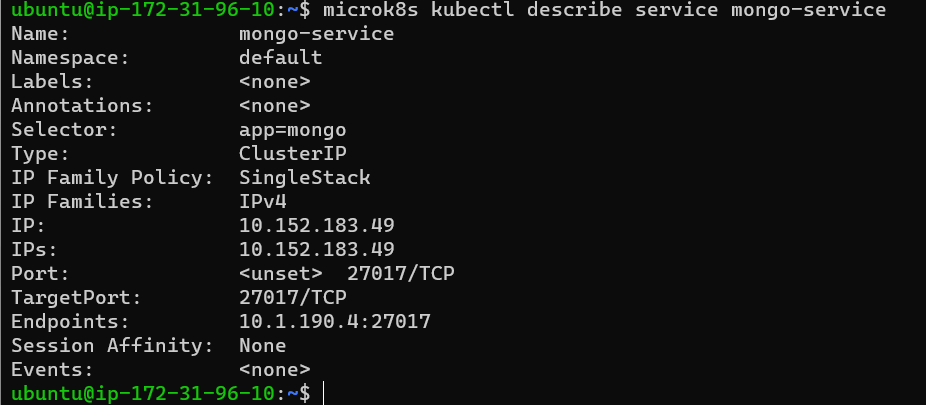 ubuntu@ip-172-31-96-10:~$ microk8s kubectl describe service mongo-service
Name:              mongo-service
Namespace:         default
Labels:            <none>
Annotations:       <none>
Selector:          app=mongo
Type:              ClusterIP
IP Family Policy:  SingleStack
IP Families:       IPv4
IP:                10.152.183.49
IPs:               10.152.183.49
Port:              <unset>  27017/TCP
TargetPort:        27017/TCP
Endpoints:         10.1.190.4:27017
Session Affinity:  None
Events:            <none>
ubuntu@ip-172-31-96-10:~$